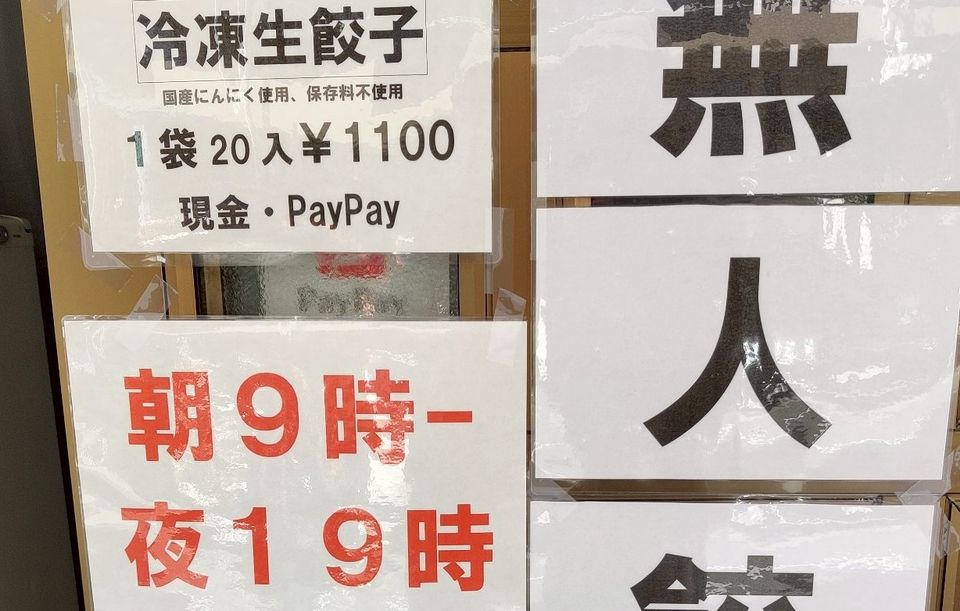 冷凍生餃子
国産にんにく使用、保存料不使用
1袋20入￥1100
現金・PayPay
朝9時−
夜19時
無
人